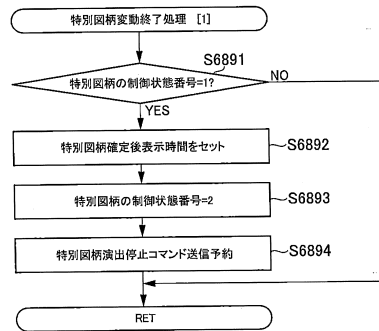 特別図柄変動終了処理 [1]
S6891
特別図柄の制御状態番号=1?
NO
YES
特別図柄確定後表示時間をセット
S6892
特別図柄の制御状態番号=2
S6893
特別図柄演出停止コマンド送信予約
S6894
RET